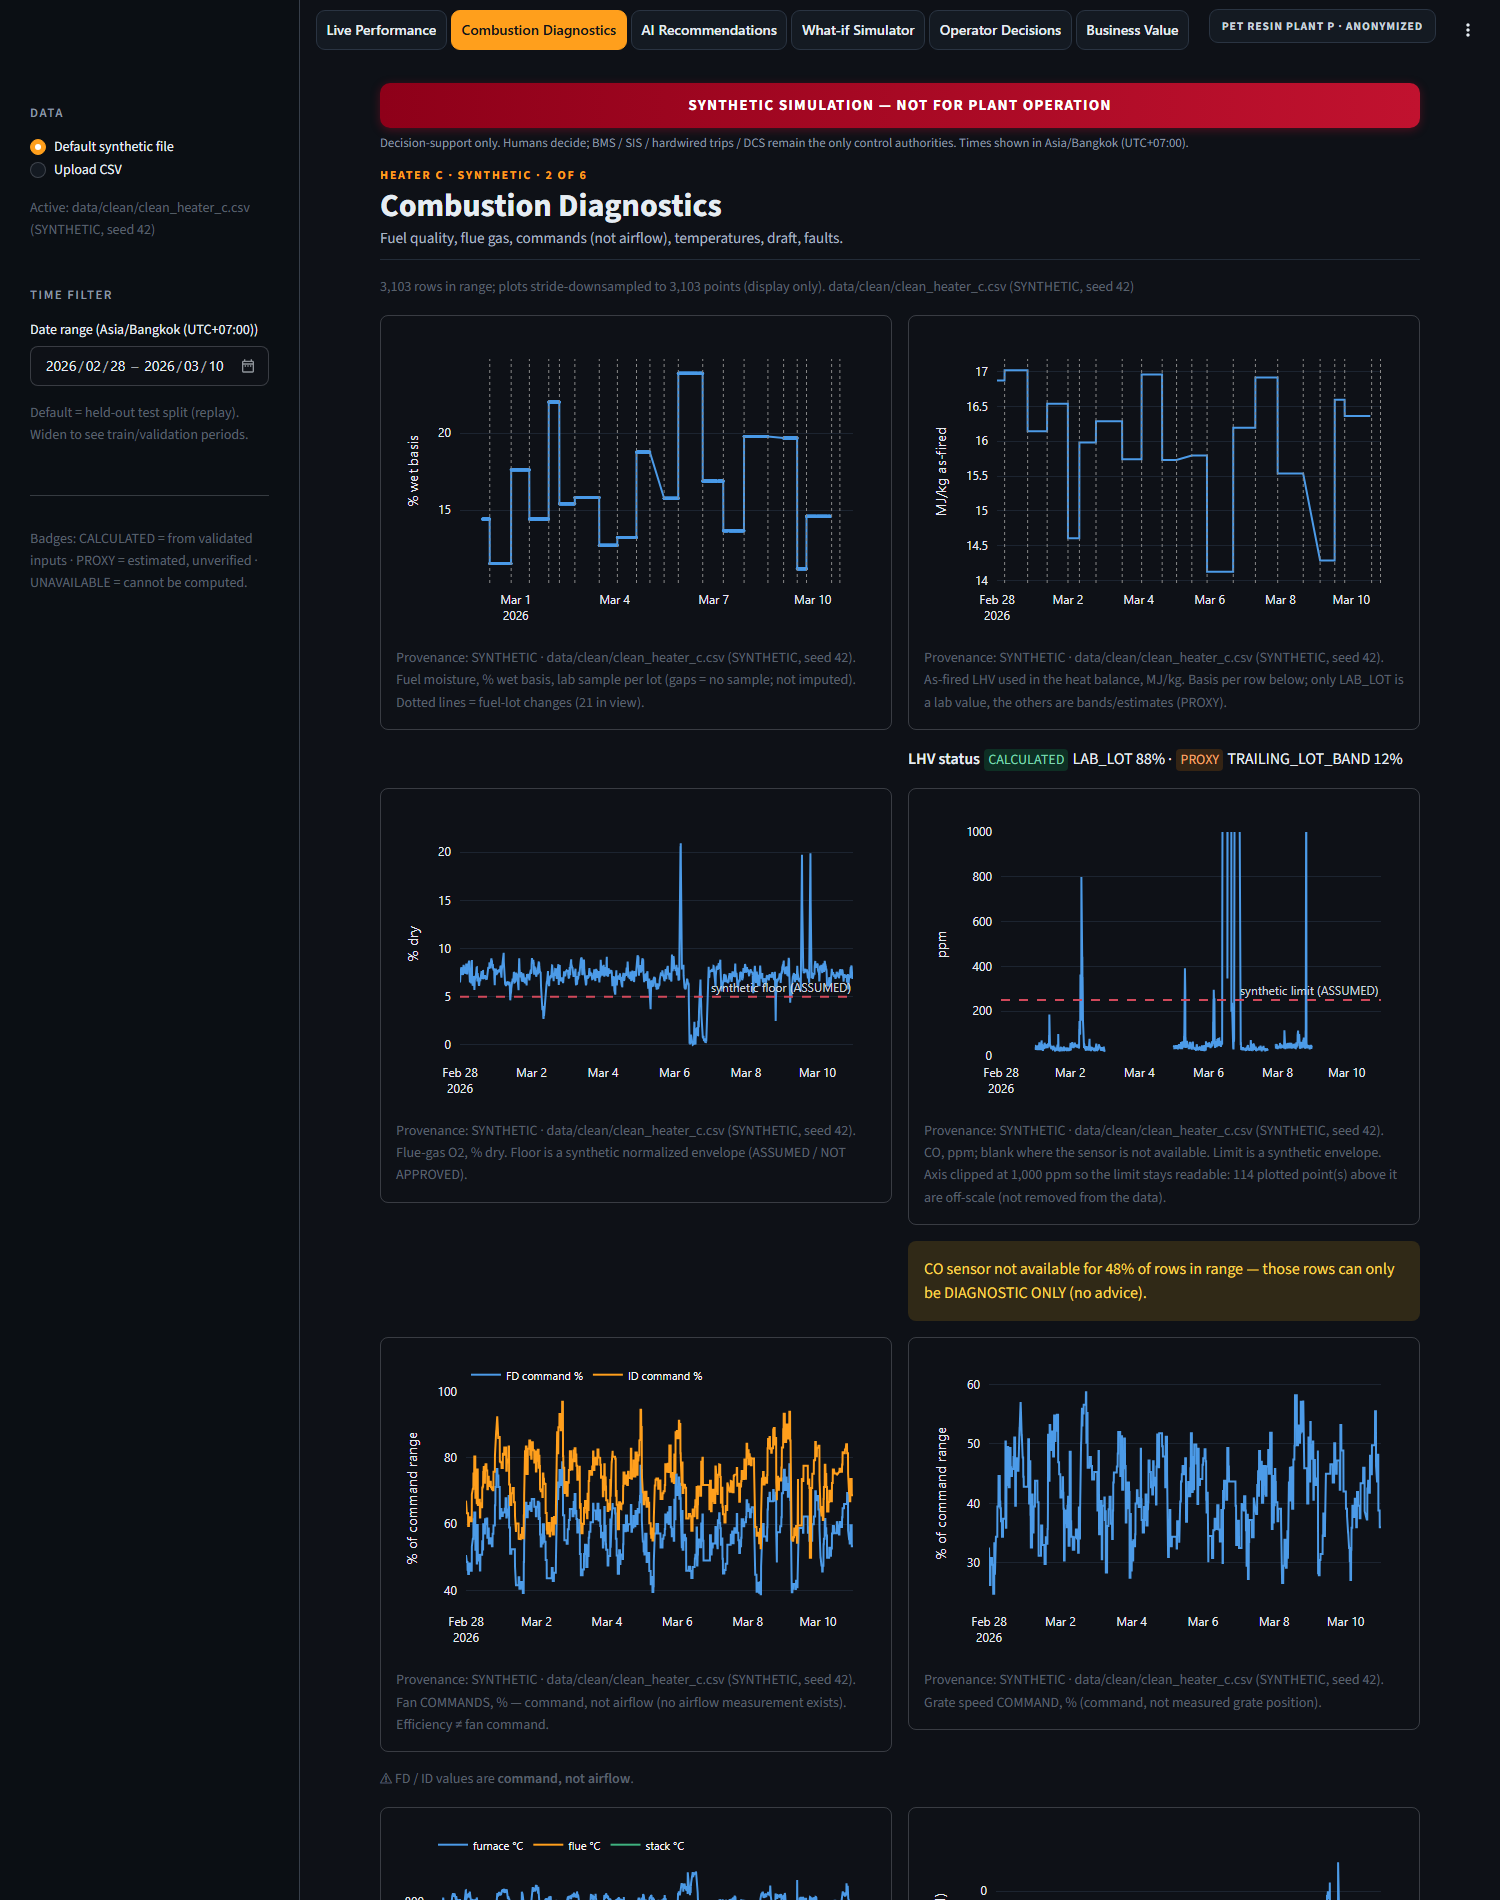 Live Performance
Combustion Diagnostics
AI Recommendations
What-if Simulator
Operator Decisions
Business Value
PET RESIN PLANT P · ANONYMIZED
DATA
Default synthetic file
Upload CSV
Active: data/clean/clean_heater_c.csv
(SYNTHETIC, seed 42)
TIME FILTER
Date range (Asia/Bangkok (UTC+07:00))
2026/02/28 – 2026/03/10
Default = held-out test split (replay).
Widen to see train/validation periods.
Badges: CALCULATED = from validated
inputs · PROXY = estimated, unverified ·
UNAVAILABLE = cannot be computed.
SYNTHETIC SIMULATION — NOT FOR PLANT OPERATION
Decision-support only. Humans decide; BMS / SIS / hardwired trips / DCS remain the only control authorities. Times shown in Asia/Bangkok (UTC+07:00).
HEATER C · SYNTHETIC · 2 OF 6
Combustion Diagnostics
Fuel quality, flue gas, commands (not airflow), temperatures, draft, faults.
3,103 rows in range; plots stride-downsampled to 3,103 points (display only). data/clean/clean_heater_c.csv (SYNTHETIC, seed 42)
% wet basis
20
15
Mar 1
2026
Mar 4
Mar 7
Mar 10
Provenance: SYNTHETIC · data/clean/clean_heater_c.csv (SYNTHETIC, seed 42).
Fuel moisture, % wet basis, lab sample per lot (gaps = no sample; not imputed).
Dotted lines = fuel-lot changes (21 in view).
MJ/kg as-fired
17
16.5
16
15.5
15
14.5
14
Feb 28
2026
Mar 2
Mar 4
Mar 6
Mar 8
Mar 10
Provenance: SYNTHETIC · data/clean/clean_heater_c.csv (SYNTHETIC, seed 42).
As-fired LHV used in the heat balance, MJ/kg. Basis per row below; only LAB_LOT is
a lab value, the others are bands/estimates (PROXY).
LHV status CALCULATED LAB_LOT 88% · PROXY TRAILING_LOT_BAND 12%
% dry
20
15
10
5
0
synthetic floor (ASSUMED)
Feb 28
2026
Mar 2
Mar 4
Mar 6
Mar 8
Mar 10
Provenance: SYNTHETIC · data/clean/clean_heater_c.csv (SYNTHETIC, seed 42).
Flue-gas O2, % dry. Floor is a synthetic normalized envelope (ASSUMED / NOT
APPROVED).
ppm
1000
800
600
400
200
0
synthetic limit (ASSUMED)
Feb 28
2026
Mar 2
Mar 4
Mar 6
Mar 8
Mar 10
Provenance: SYNTHETIC · data/clean/clean_heater_c.csv (SYNTHETIC, seed 42).
CO, ppm; blank where the sensor is not available. Limit is a synthetic envelope.
Axis clipped at 1,000 ppm so the limit stays readable: 114 plotted point(s) above it
are off-scale (not removed from the data).
CO sensor not available for 48% of rows in range — those rows can only
be DIAGNOSTIC ONLY (no advice).
FD command %
ID command %
% of command range
100
80
60
40
Feb 28
2026
Mar 2
Mar 4
Mar 6
Mar 8
Mar 10
Provenance: SYNTHETIC · data/clean/clean_heater_c.csv (SYNTHETIC, seed 42).
Fan COMMANDS, % — command, not airflow (no airflow measurement exists).
Efficiency ≠ fan command.
% of command range
60
50
40
30
Feb 28
2026
Mar 2
Mar 4
Mar 6
Mar 8
Mar 10
Provenance: SYNTHETIC · data/clean/clean_heater_c.csv (SYNTHETIC, seed 42).
Grate speed COMMAND, % (command, not measured grate position).
⚠ FD / ID values are command, not airflow.
furnace °C
flue °C
stack °C
0